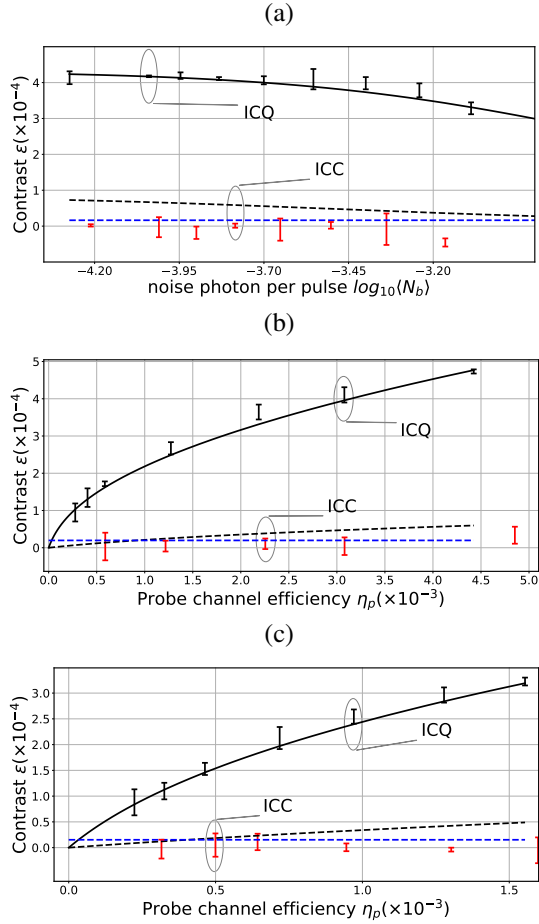 (a)
Contrast ε(×10⁻⁴)
4
3
2
1
0
ICQ
ICC
−4.20 −3.95 −3.70 −3.45 −3.20
noise photon per pulse log₁₀⟨N_b⟩
(b)
Contrast ε(×10⁻⁴)
5
4
3
2
1
0
ICQ
ICC
0.0 0.5 1.0 1.5 2.0 2.5 3.0 3.5 4.0 4.5 5.0
Probe channel efficiency η_p(×10⁻³)
(c)
Contrast ε(×10⁻⁴)
3.0
2.5
2.0
1.5
1.0
0.5
0.0
ICQ
ICC
0.0 0.5 1.0 1.5
Probe channel efficiency η_p(×10⁻³)